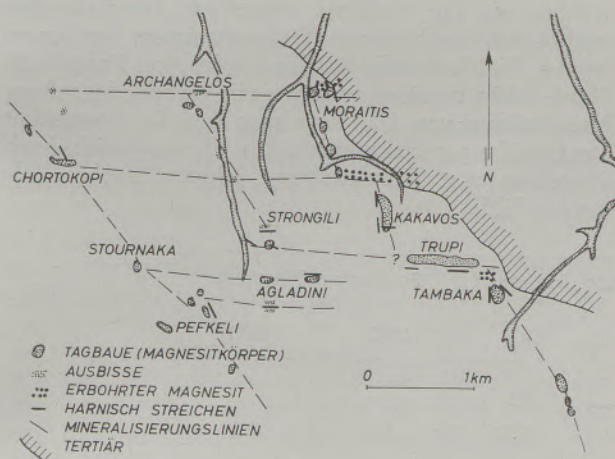 ARCHANGELOS
MORAITIS
N
CHORTOKOPI
STRONGILI
KAKAVOS
STOURNAKA
TRUPI
?
AGLADINI
TAMBAKA
PEFKELI
TAGBAUE (MAGNESITKÖRPER)
AUSBISSE
ERBOHRTER MAGNESIT
HARNISCH STREICHEN
MINERALISIERUNGSLINIEN
TERTIÄR
0 1km